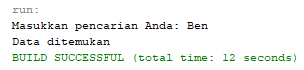 run:
Masukkan pencarian Anda: Ben
Data ditemukan
BUILD SUCCESSFUL (total time: 12 seconds)